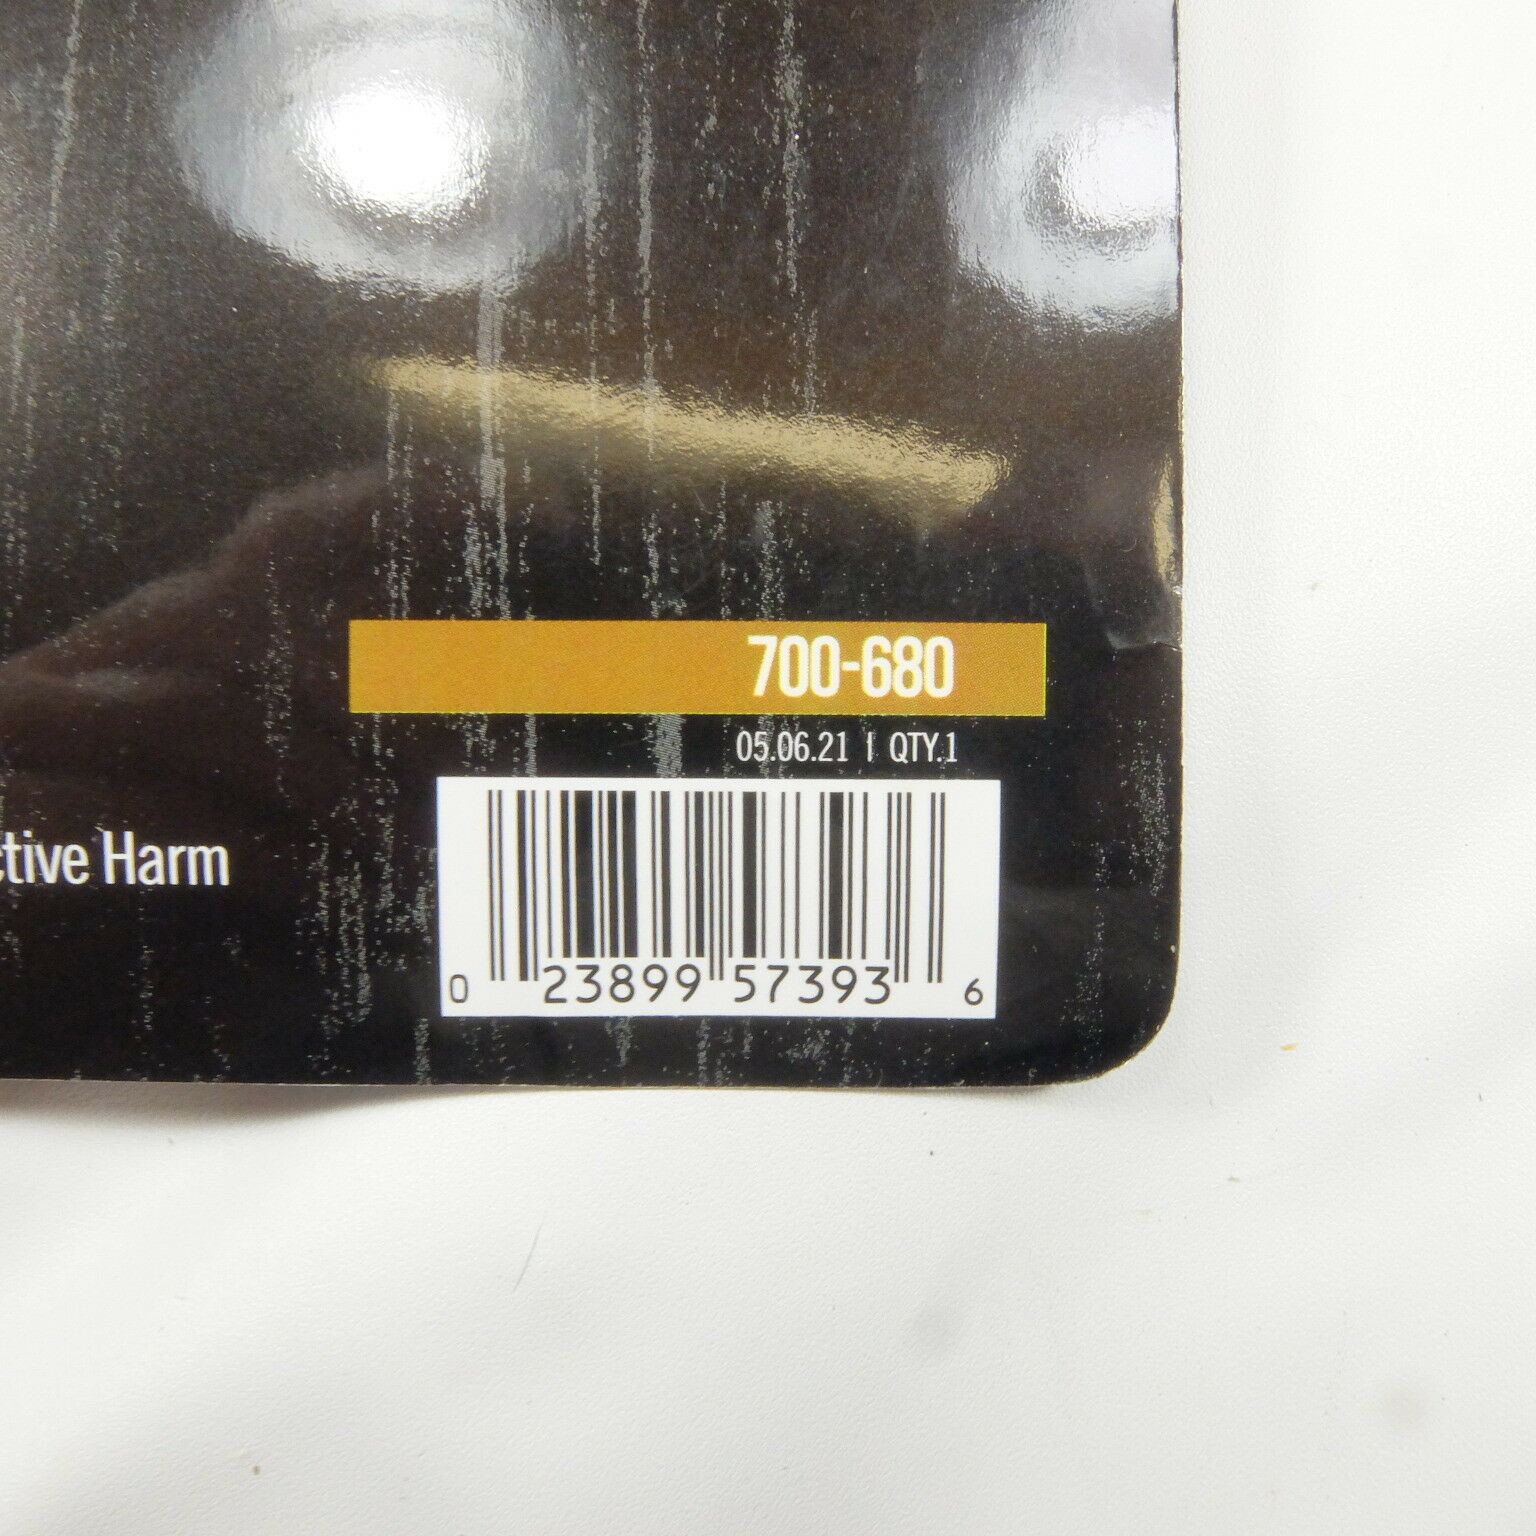 700-680
05.06.21 | QTY.1
ctive Harm
0 23899 57393 6